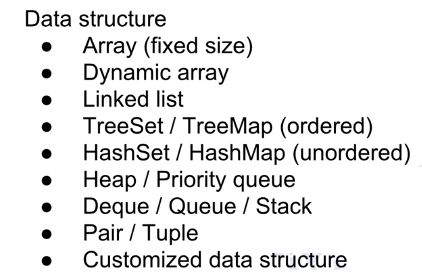 Data structure
● Array (fixed size)
● Dynamic array
● Linked list
● TreeSet / TreeMap (ordered)
● HashSet / HashMap (unordered)
● Heap / Priority queue
● Deque / Queue / Stack
● Pair / Tuple
● Customized data structure